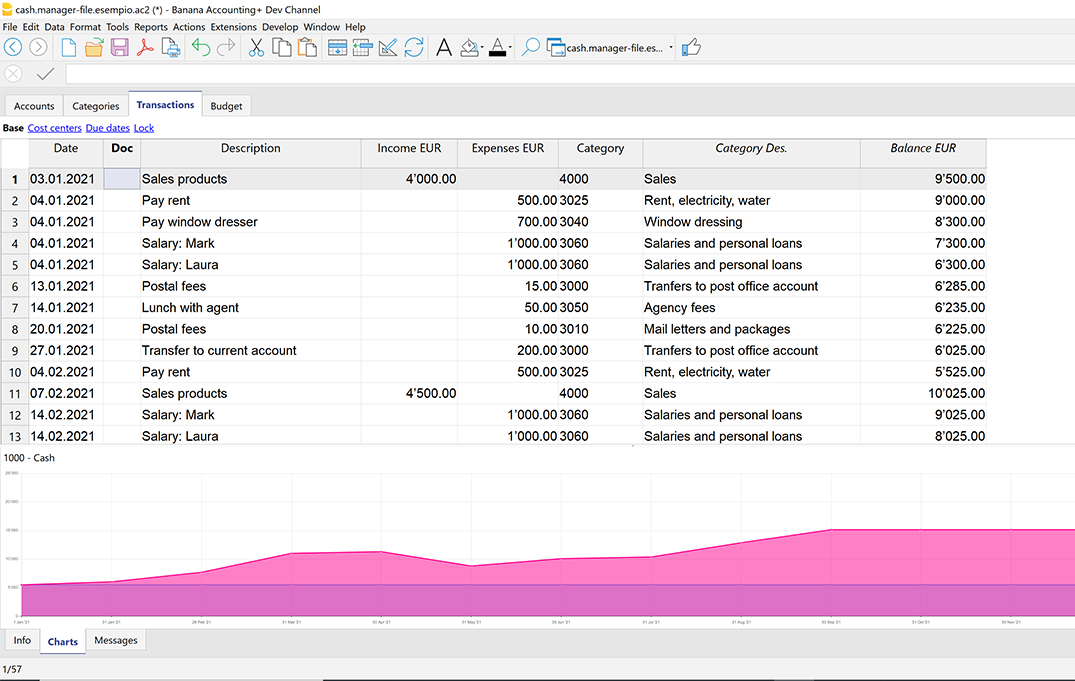 cash.manager-file.esempio.ac2 (*) - Banana Accounting+ Dev Channel
File Edit Data Format Tools Reports Actions Extensions Develop Window Help
A A cash.manager-file.es...
Accounts Categories Transactions Budget
Base Cost centers Due dates Lock
Date Doc Description Income EUR Expenses EUR Category Category Des. Balance EUR
1 03.01.2021 Sales products 4'000.00 4000 Sales 9'500.00
2 04.01.2021 Pay rent 500.00 3025 Rent, electricity, water 9'000.00
3 04.01.2021 Pay window dresser 700.00 3040 Window dressing 8'300.00
4 04.01.2021 Salary: Mark 1'000.00 3060 Salaries and personal loans 7'300.00
5 04.01.2021 Salary: Laura 1'000.00 3060 Salaries and personal loans 6'300.00
6 13.01.2021 Postal fees 15.00 3000 Tranfers to post office account 6'285.00
7 14.01.2021 Lunch with agent 50.00 3050 Agency fees 6'235.00
8 20.01.2021 Postal fees 10.00 3010 Mail letters and packages 6'225.00
9 27.01.2021 Transfer to current account 200.00 3000 Tranfers to post office account 6'025.00
10 04.02.2021 Pay rent 500.00 3025 Rent, electricity, water 5'525.00
11 07.02.2021 Sales products 4'500.00 4000 Sales 10'025.00
12 14.02.2021 Salary: Mark 1'000.00 3060 Salaries and personal loans 9'025.00
13 14.02.2021 Salary: Laura 1'000.00 3060 Salaries and personal loans 8'025.00
1000 - Cash
20'000
15'000
10'000
5'000
0
1 Jan '21 31 Jan '21 28 Feb '21 31 Mar '21 30 Apr '21 31 May '21 30 Jun '21 31 Jul '21 31 Aug '21 30 Sep '21 31 Oct '21 30 Nov '21
Info Charts Messages
1/57